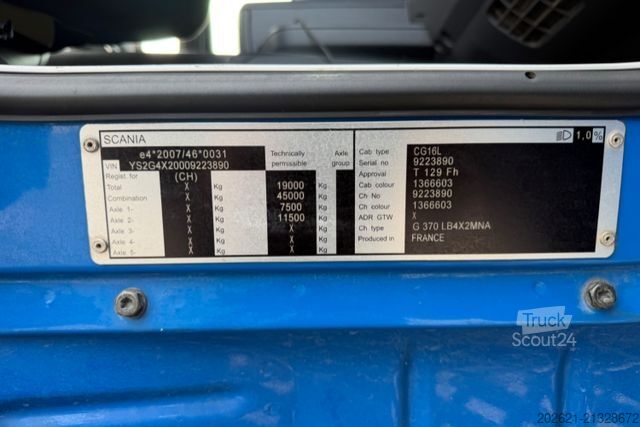 SCANIA
1,0 %
e4*2007/46*0031
Technically permissible
Axle group
VIN YS2G4X20009223890
Regist. for (CH)
Total X Kg 19000 Kg
Combination X Kg 45000 Kg
Axle 1- X Kg 7500 Kg
Axle 2- X Kg 11500 Kg
Axle 3- X Kg X Kg
Axle 4- X Kg X Kg
Axle 5- X Kg X Kg
Cab type CG16L
Serial no 9223890
Approval T 129 Fh
Cab colour 1366603
Ch No 9223890
Ch colour 1366603
ADR GTW X
Ch type G 370 LB4X2MNA
Produced in FRANCE
Truck
Scout24
202621-21328672